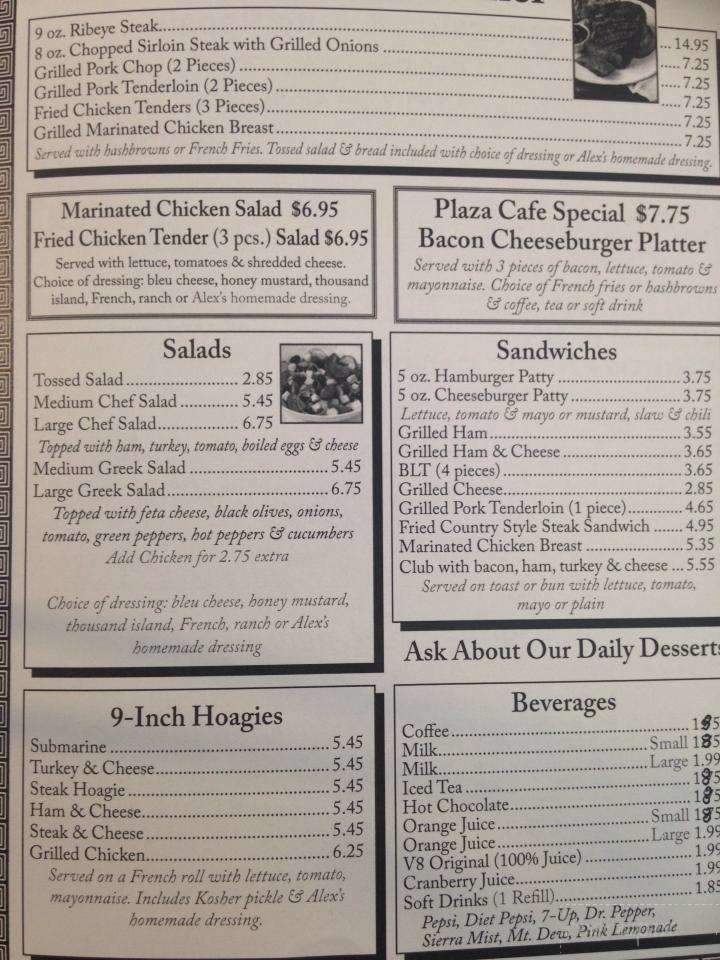 9 oz. Ribeye Steak... 14.95
8 oz. Chopped Sirloin Steak with Grilled Onions ... 7.25
Grilled Pork Chop (2 Pieces) ... 7.25
Grilled Pork Tenderloin (2 Pieces) ... 7.25
Fried Chicken Tenders (3 Pieces)... 7.25
Grilled Marinated Chicken Breast... 7.25
Served with hashbrowns or French Fries. Tossed salad & bread included with choice of dressing or Alex's homemade dressing.
Marinated Chicken Salad $6.95
Fried Chicken Tender (3 pcs.) Salad $6.95
Served with lettuce, tomatoes & shredded cheese.
Choice of dressing: bleu cheese, honey mustard, thousand
island, French, ranch or Alex's homemade dressing.
Plaza Cafe Special $7.75
Bacon Cheeseburger Platter
Served with 3 pieces of bacon, lettuce, tomato &
mayonnaise. Choice of French fries or hashbrowns
& coffee, tea or soft drink
Salads
Tossed Salad... 2.85
Medium Chef Salad... 5.45
Large Chef Salad... 6.75
Topped with ham, turkey, tomato, boiled eggs & cheese
Medium Greek Salad ... 5.45
Large Greek Salad... 6.75
Topped with feta cheese, black olives, onions,
tomato, green peppers, hot peppers & cucumbers
Add Chicken for 2.75 extra
Choice of dressing: bleu cheese, honey mustard,
thousand island, French, ranch or Alex's
homemade dressing
Sandwiches
5 oz. Hamburger Patty ... 3.75
5 oz. Cheeseburger Patty... 3.75
Lettuce, tomato & mayo or mustard, slaw & chili
Grilled Ham... 3.55
Grilled Ham & Cheese... 3.65
BLT (4 pieces)... 3.65
Grilled Cheese... 2.85
Grilled Pork Tenderloin (1 piece)... 4.65
Fried Country Style Steak Sandwich ... 4.95
Marinated Chicken Breast ... 5.35
Club with bacon, ham, turkey & cheese ... 5.55
Served on toast or bun with lettuce, tomato,
mayo or plain
Ask About Our Daily Desserts
9-Inch Hoagies
Submarine ... 5.45
Turkey & Cheese... 5.45
Steak Hoagie ... 5.45
Ham & Cheese... 5.45
Steak & Cheese ... 5.45
Grilled Chicken... 6.25
Served on a French roll with lettuce, tomato,
mayonnaise. Includes Kosher pickle & Alex's
homemade dressing.
Beverages
Coffee... 1.85
Milk... Small 1.85
Milk... Large 1.99
Iced Tea ... 1.85
Hot Chocolate... 1.85
Orange Juice... Small 1.85
Orange Juice... Large 1.99
V8 Original (100% Juice) ... 1.99
Cranberry Juice... 1.99
Soft Drinks (1 Refill)... 1.85
Pepsi, Diet Pepsi, 7-Up, Dr. Pepper,
Sierra Mist, Mt. Dew, Pink Lemonade